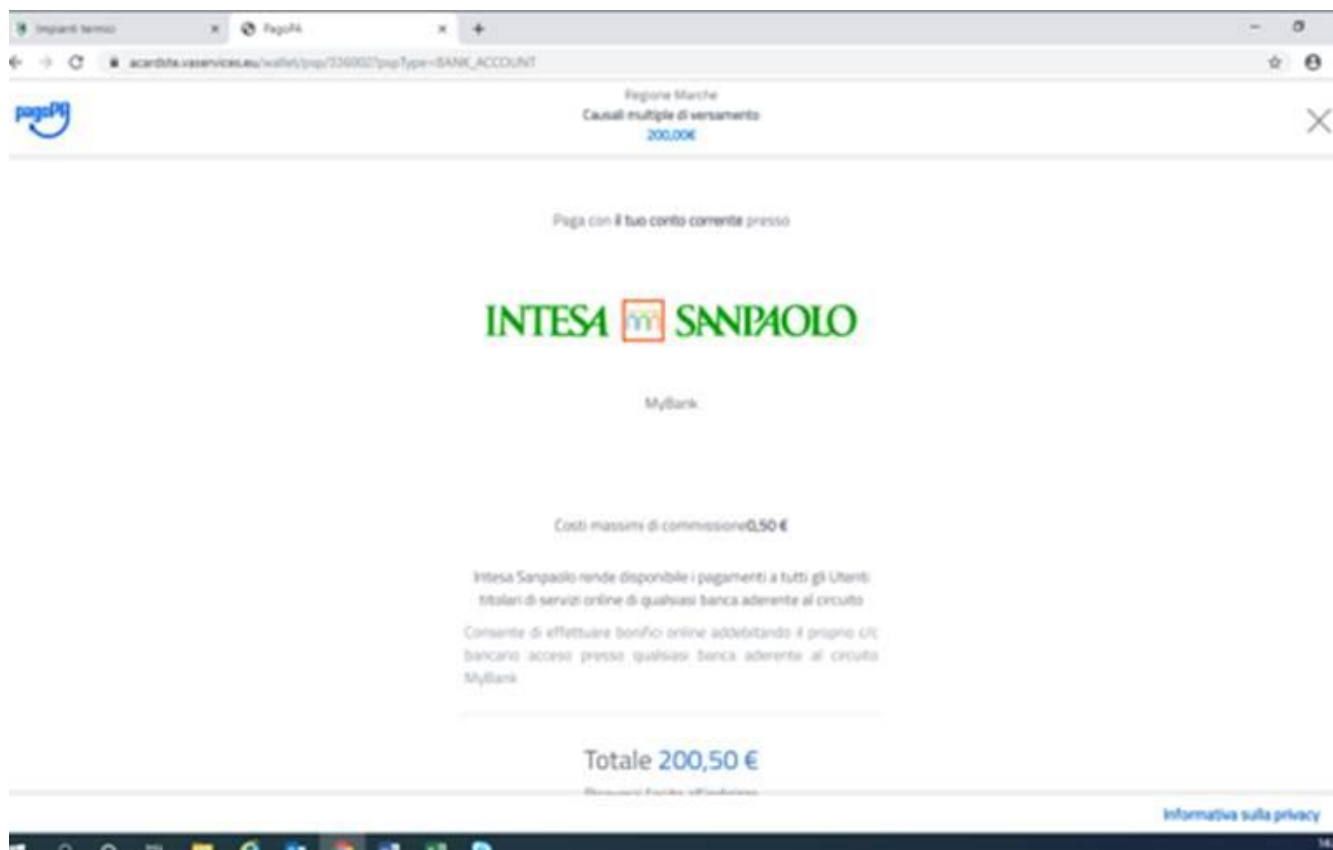 Impianti termici
PagoPA
acardste.vaservices.eu/wallet/psp/336002?pspType=BANK_ACCOUNT
pagoPA
Regione Marche
Causali multiple di versamento
200,00€
Paga con il tuo conto corrente presso
INTESA SANPAOLO
MyBank
Costi massimi di commissione0,50 €
Intesa Sanpaolo rende disponibile i pagamenti a tutti gli Utenti
titolari di servizi online di qualsiasi banca aderente al circuito
Consente di effettuare bonifici online addebitando il proprio c/c
bancario acceso presso qualsiasi banca aderente al circuito
MyBank
Totale 200,50 €
Informativa sulla privacy